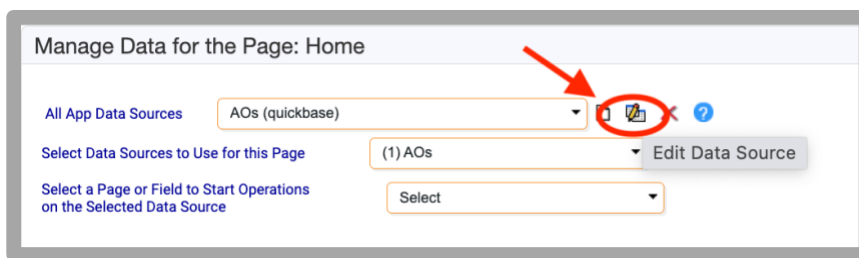 Manage Data for the Page: Home
All App Data Sources AOs (quickbase) ?
Select Data Sources to Use for this Page (1) AOs
Edit Data Source
Select a Page or Field to Start Operations
on the Selected Data Source
Select